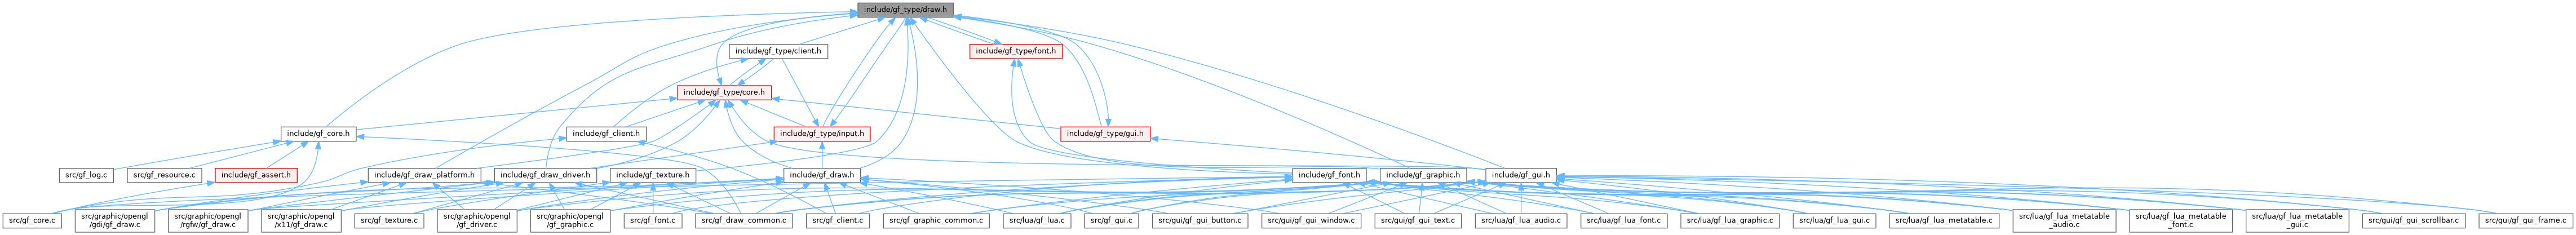 include/gf_type/draw.h
include/gf_type/client.h
include/gf_type/font.h
include/gf_type/core.h
include/gf_core.h
include/gf_client.h
include/gf_type/input.h
include/gf_type/gui.h
src/gf_log.c
src/gf_resource.c
include/gf_assert.h
include/gf_draw_platform.h
include/gf_draw_driver.h
include/gf_texture.h
include/gf_draw.h
include/gf_font.h
include/gf_graphic.h
include/gf_gui.h
src/gf_core.c
src/graphic/opengl
/gdi/gf_draw.c
src/graphic/opengl
/rgfw/gf_draw.c
src/graphic/opengl
/x11/gf_draw.c
src/gf_texture.c
src/graphic/opengl
/gf_driver.c
src/graphic/opengl
/gf_graphic.c
src/gf_font.c
src/gf_draw_common.c
src/gf_client.c
src/gf_graphic_common.c
src/lua/gf_lua.c
src/gf_gui.c
src/gui/gf_gui_button.c
src/gui/gf_gui_window.c
src/gui/gf_gui_text.c
src/lua/gf_lua_audio.c
src/lua/gf_lua_font.c
src/lua/gf_lua_graphic.c
src/lua/gf_lua_gui.c
src/lua/gf_lua_metatable.c
src/lua/gf_lua_metatable
_audio.c
src/lua/gf_lua_metatable
_font.c
src/lua/gf_lua_metatable
_gui.c
src/gui/gf_gui_scrollbar.c
src/gui/gf_gui_frame.c